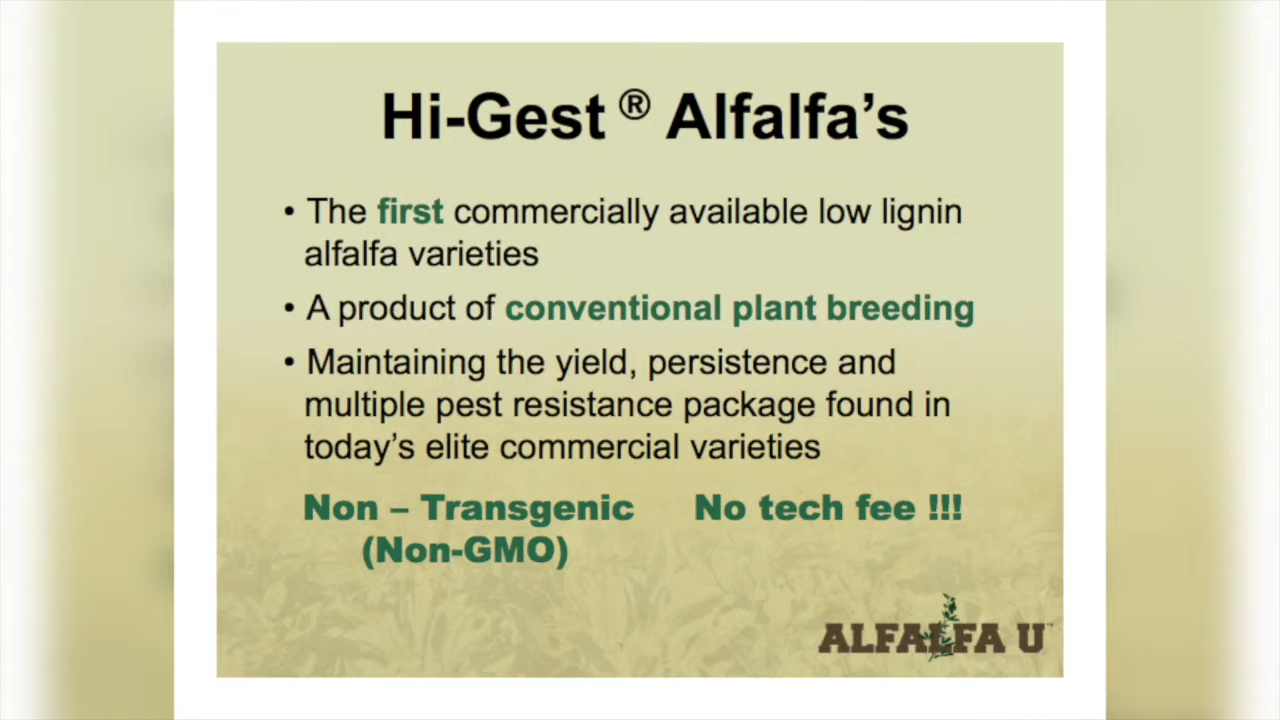 Hi-Gest ® Alfalfa’s
• The first commercially available low lignin
alfalfa varieties
• A product of conventional plant breeding
• Maintaining the yield, persistence and
multiple pest resistance package found in
today’s elite commercial varieties
Non – Transgenic No tech fee !!!
(Non-GMO)
ALFALFA U™